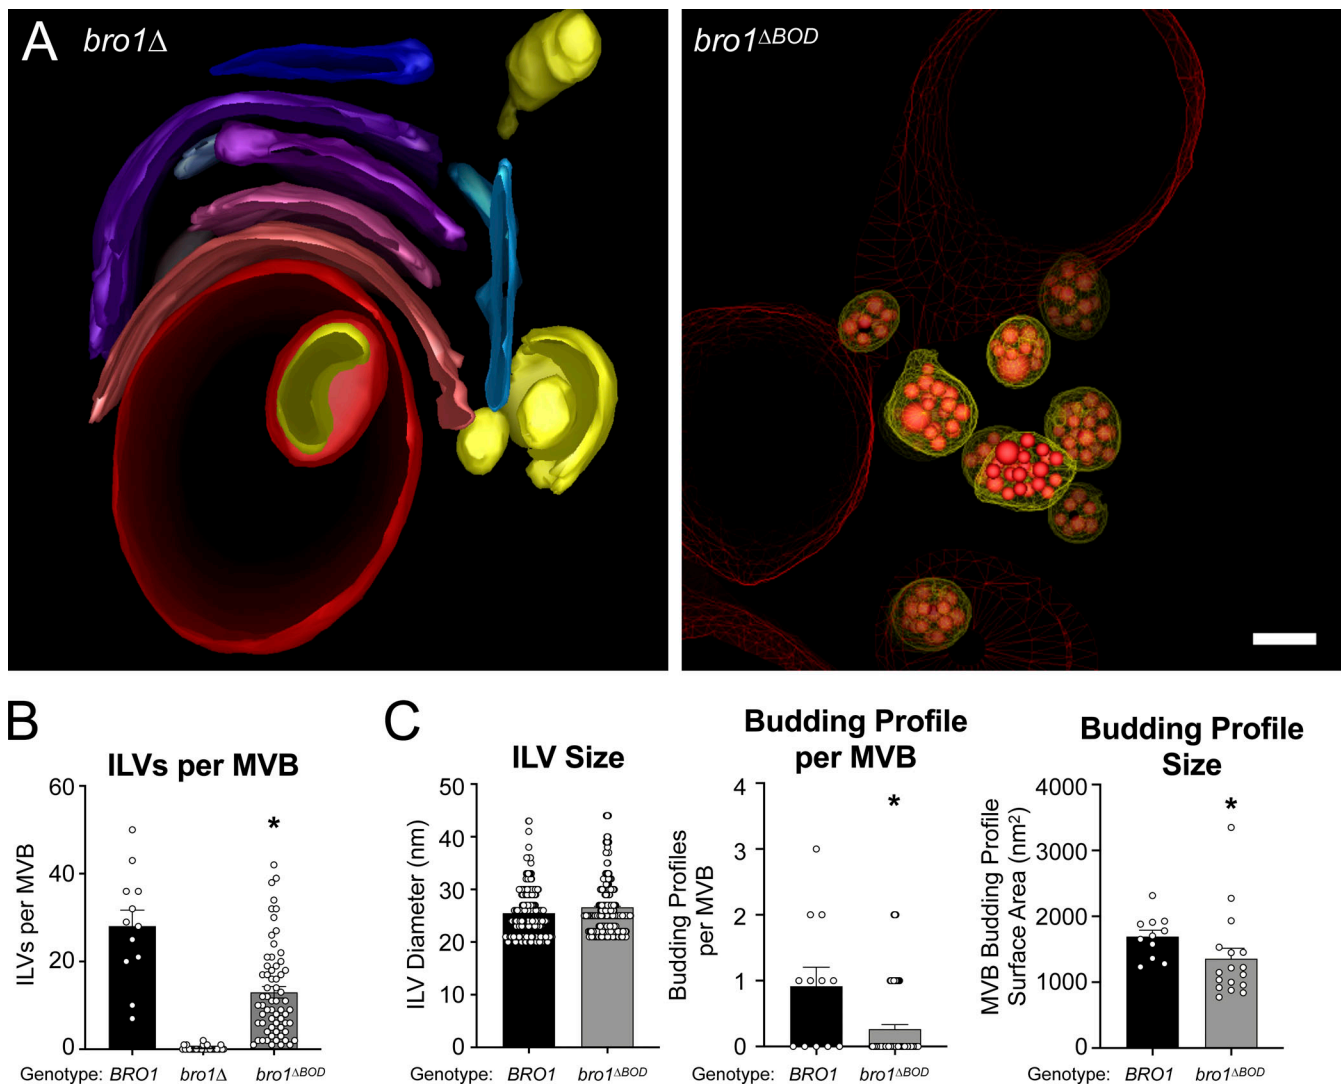 A
bro1Δ
bro1ΔBOD
B
ILVs per MVB
60
40
20
0
ILVs per MVB
*
Genotype: BRO1 bro1Δ bro1ΔBOD
C
ILV Size
50
40
30
20
10
0
ILV Diameter (nm)
Genotype: BRO1 bro1ΔBOD
Budding Profile
per MVB
4
3
2
1
0
Budding Profiles
per MVB
*
Genotype: BRO1 bro1ΔBOD
Budding Profile
Size
4000
3000
2000
1000
0
MVB Budding Profile
Surface Area (nm²)
*
Genotype: BRO1 bro1ΔBOD